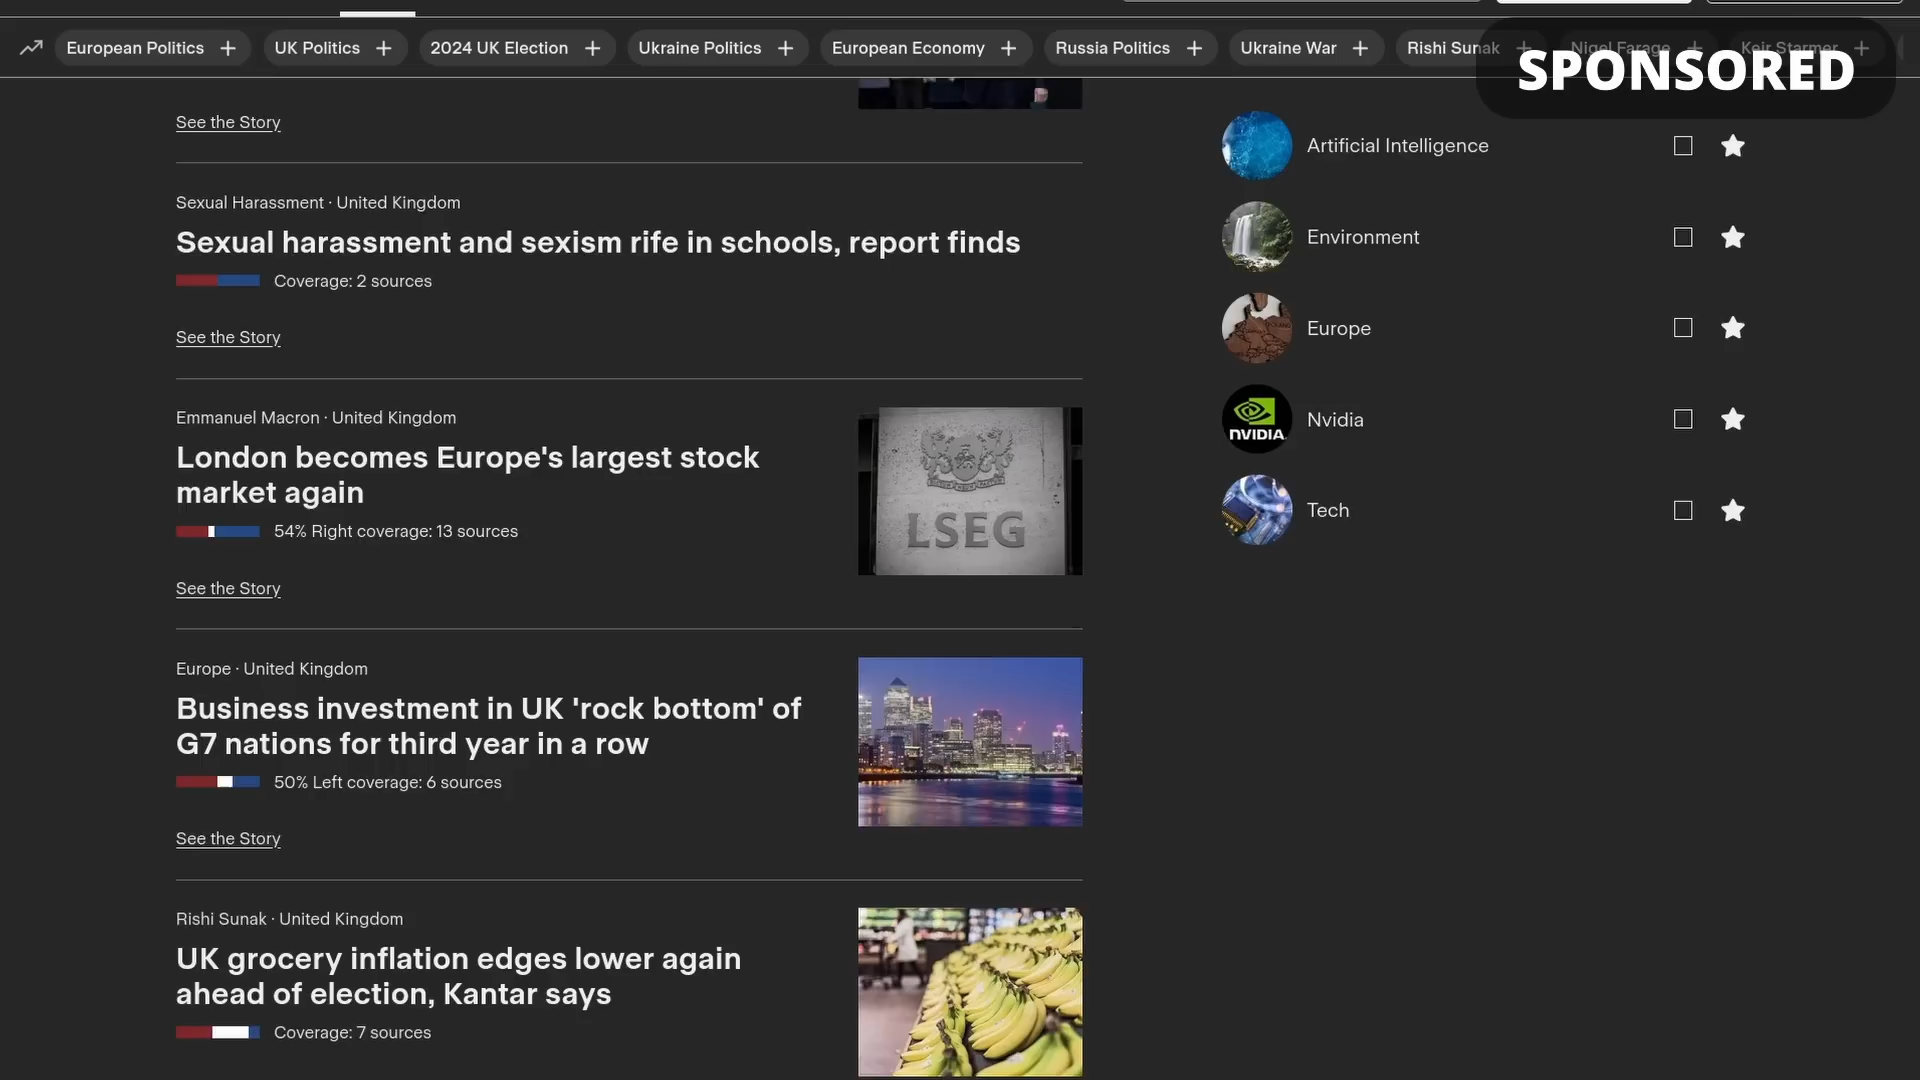 European Politics +
UK Politics +
2024 UK Election +
Ukraine Politics +
European Economy +
Russia Politics +
Ukraine War +
Rishi Sunak +
Nigel Farage +
Keir Starmer +
SPONSORED
See the Story
Sexual Harassment · United Kingdom
Sexual harassment and sexism rife in schools, report finds
Coverage: 2 sources
See the Story
Emmanuel Macron · United Kingdom
London becomes Europe's largest stock
market again
54% Right coverage: 13 sources
See the Story
LSEG
Europe · United Kingdom
Business investment in UK 'rock bottom' of
G7 nations for third year in a row
50% Left coverage: 6 sources
See the Story
Rishi Sunak · United Kingdom
UK grocery inflation edges lower again
ahead of election, Kantar says
Coverage: 7 sources
Artificial Intelligence
Environment
Europe
NVIDIA
Nvidia
Tech